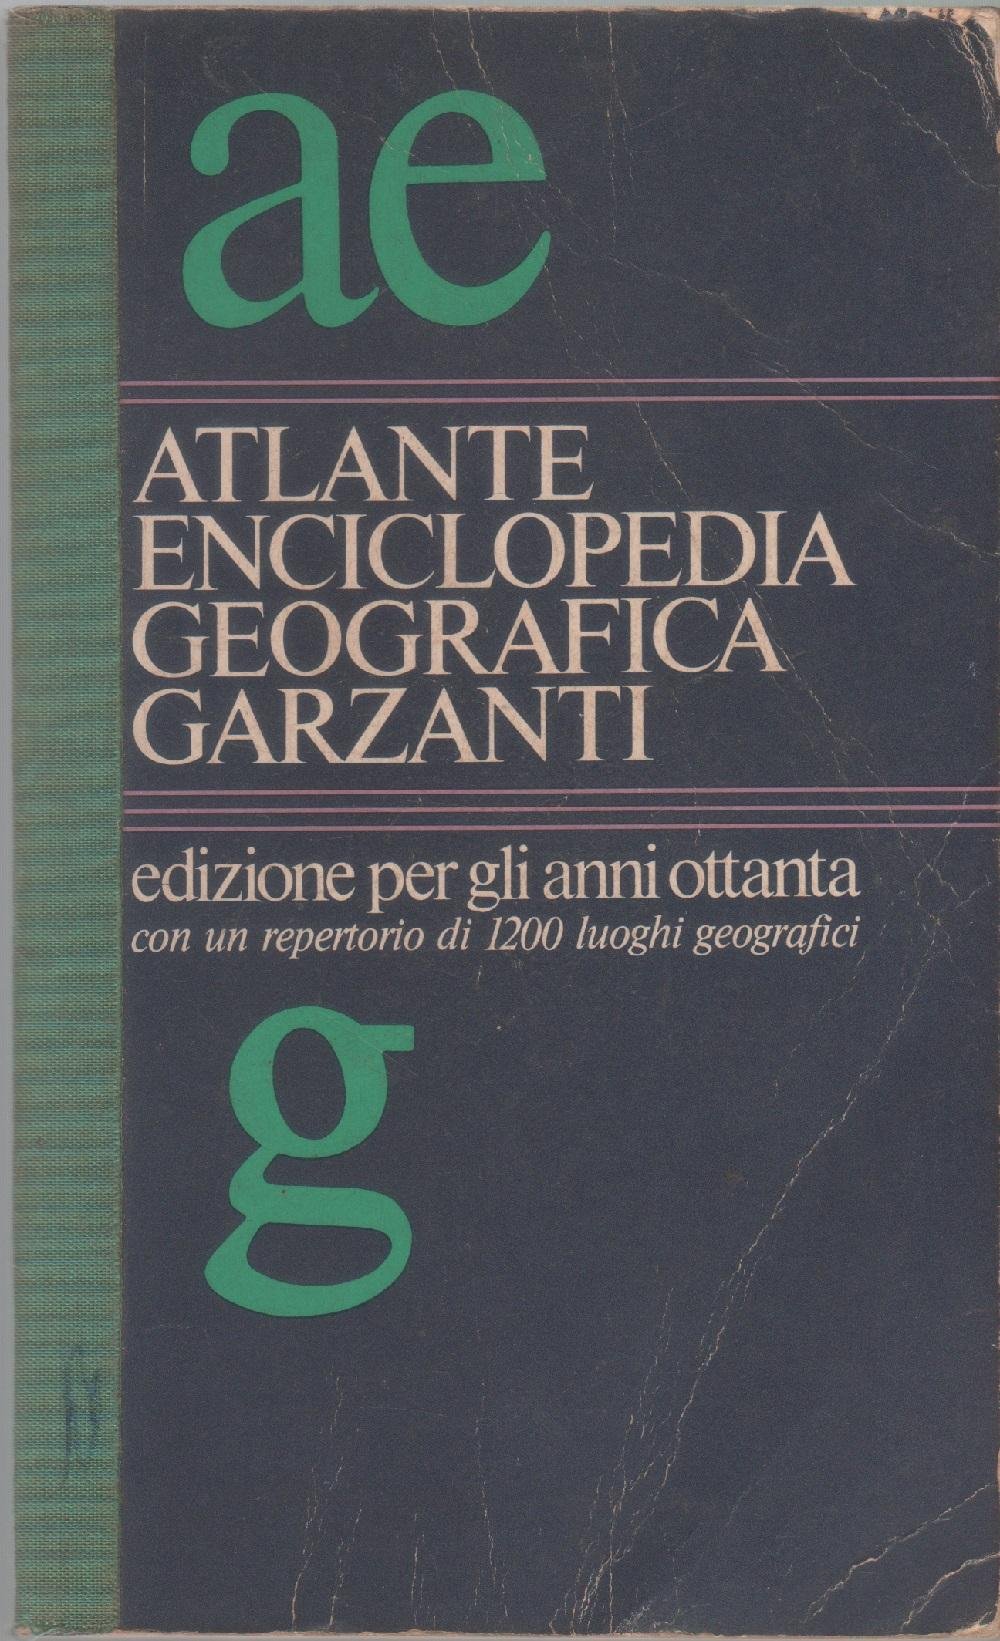 ae
ATLANTE
ENCICLOPEDIA
GEOGRAFICA
GARZANTI
edizione per gli anni ottanta
con un repertorio di 1200 luoghi geografici
g